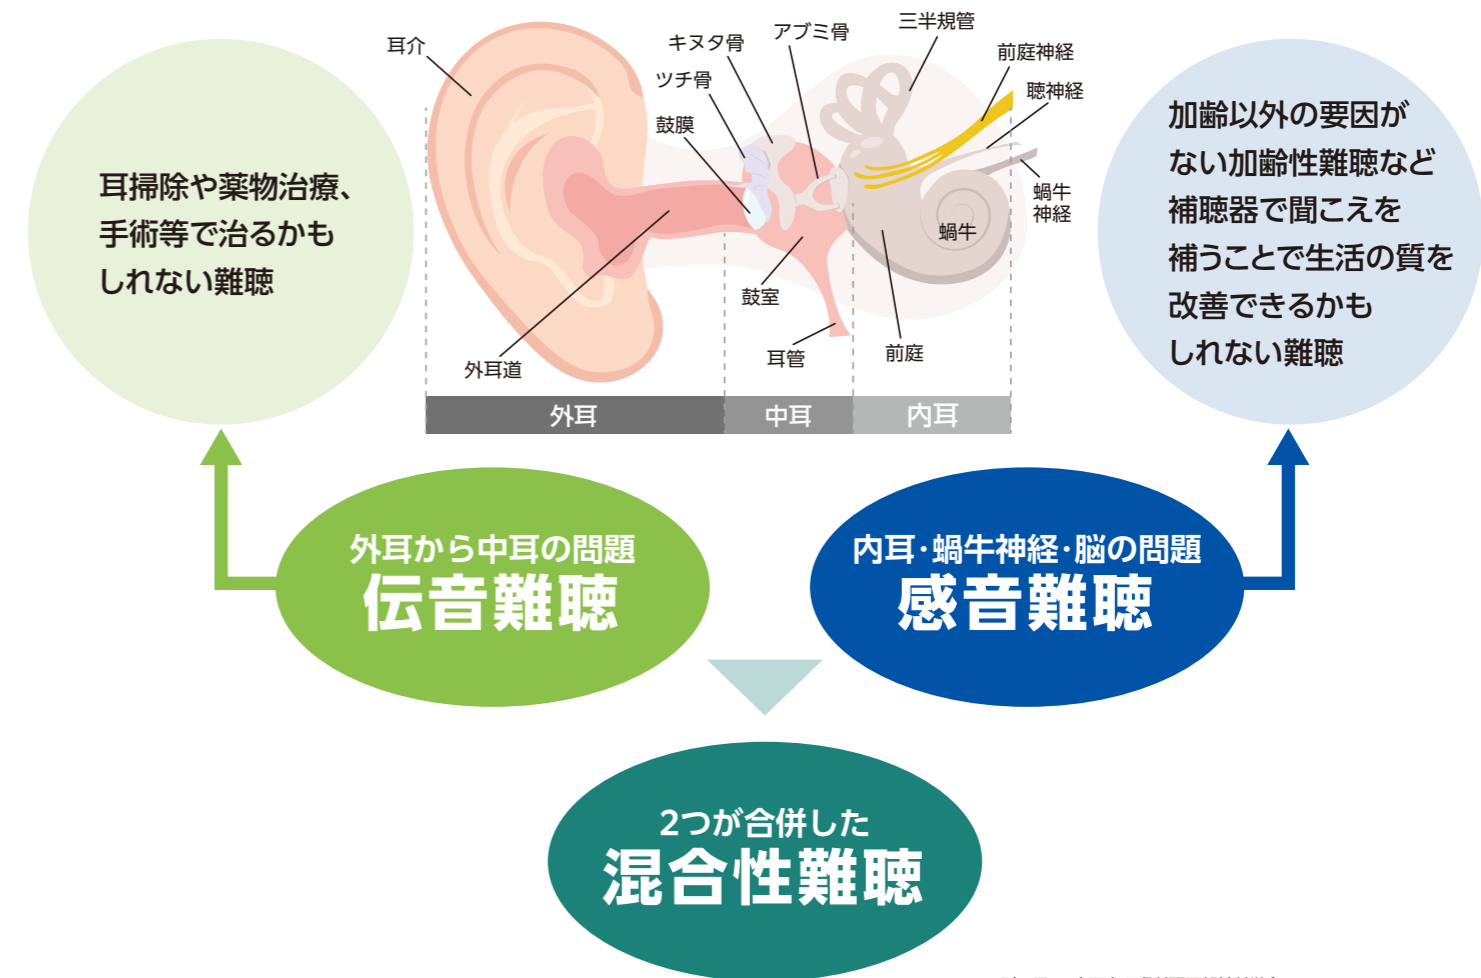 耳介
キヌタ骨
アブミ骨
三半規管
前庭神経
ツチ骨
聴神経
鼓膜
蝸牛
神経
蝸牛
鼓室
外耳道
耳管
前庭
外耳
中耳
内耳
耳掃除や薬物治療、
手術等で治るかも
しれない難聴
加齢以外の要因が
ない加齢性難聴など
補聴器で聞こえを
補うことで生活の質を
改善できるかも
しれない難聴
外耳から中耳の問題
伝音難聴
内耳・蝸牛神経・脳の問題
感音難聴
2つが合併した
混合性難聴